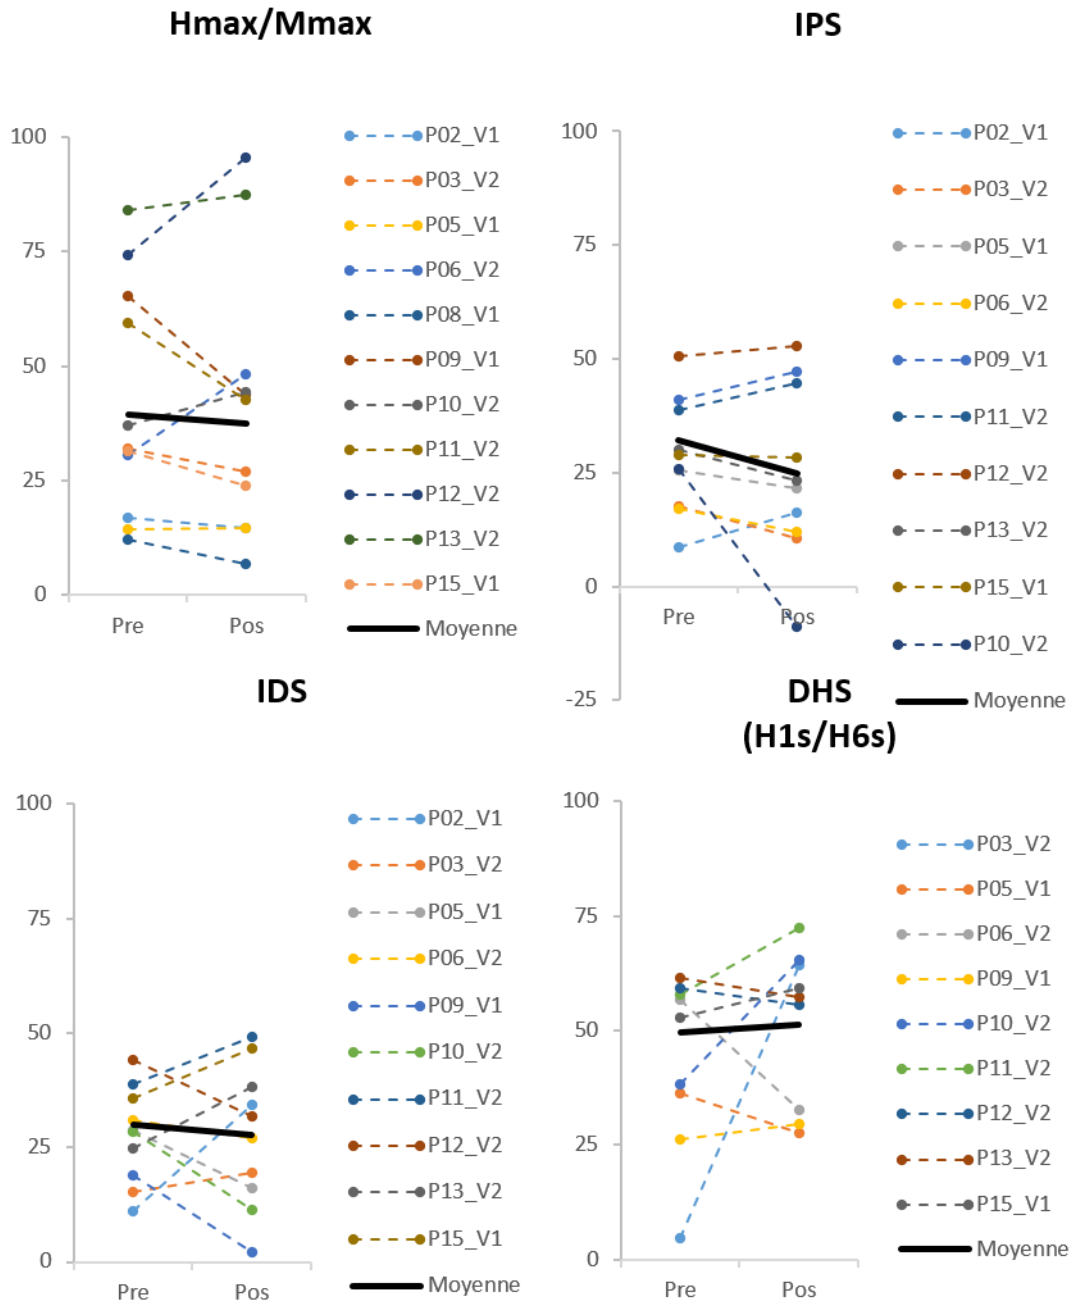 Hmax/Mmax
100
75
50
25
0
Pre
Pos
P02_V1
P03_V2
P05_V1
P06_V2
P08_V1
P09_V1
P10_V2
P11_V2
P12_V2
P13_V2
P15_V1
Moyenne
IPS
100
75
50
25
0
-25
Pre
Pos
P02_V1
P03_V2
P05_V1
P06_V2
P09_V1
P11_V2
P12_V2
P13_V2
P15_V1
P10_V2
Moyenne
IDS
100
75
50
25
0
Pre
Pos
P02_V1
P03_V2
P05_V1
P06_V2
P09_V1
P10_V2
P11_V2
P12_V2
P13_V2
P15_V1
Moyenne
DHS
(H1s/H6s)
100
75
50
25
0
Pre
Pos
P03_V2
P05_V1
P06_V2
P09_V1
P10_V2
P11_V2
P12_V2
P13_V2
P15_V1
Moyenne